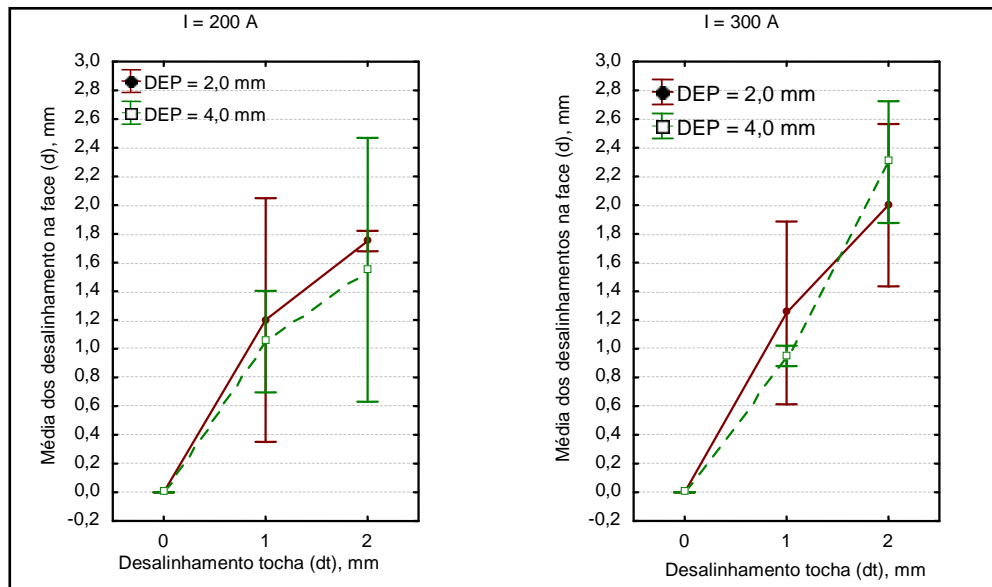 I = 200 A
I = 300 A
Média dos desalinhamento na face (d), mm
3,0
2,8
2,6
2,4
2,2
2,0
1,8
1,6
1,4
1,2
1,0
0,8
0,6
0,4
0,2
0,0
-0,2
DEP = 2,0 mm
DEP = 4,0 mm
0 1 2
Desalinhamento tocha (dt), mm
Média dos desalinhamentos na face (d), mm
3,0
2,8
2,6
2,4
2,2
2,0
1,8
1,6
1,4
1,2
1,0
0,8
0,6
0,4
0,2
0,0
-0,2
DEP = 2,0 mm
DEP = 4,0 mm
0 1 2
Desalinhamento tocha (dt), mm